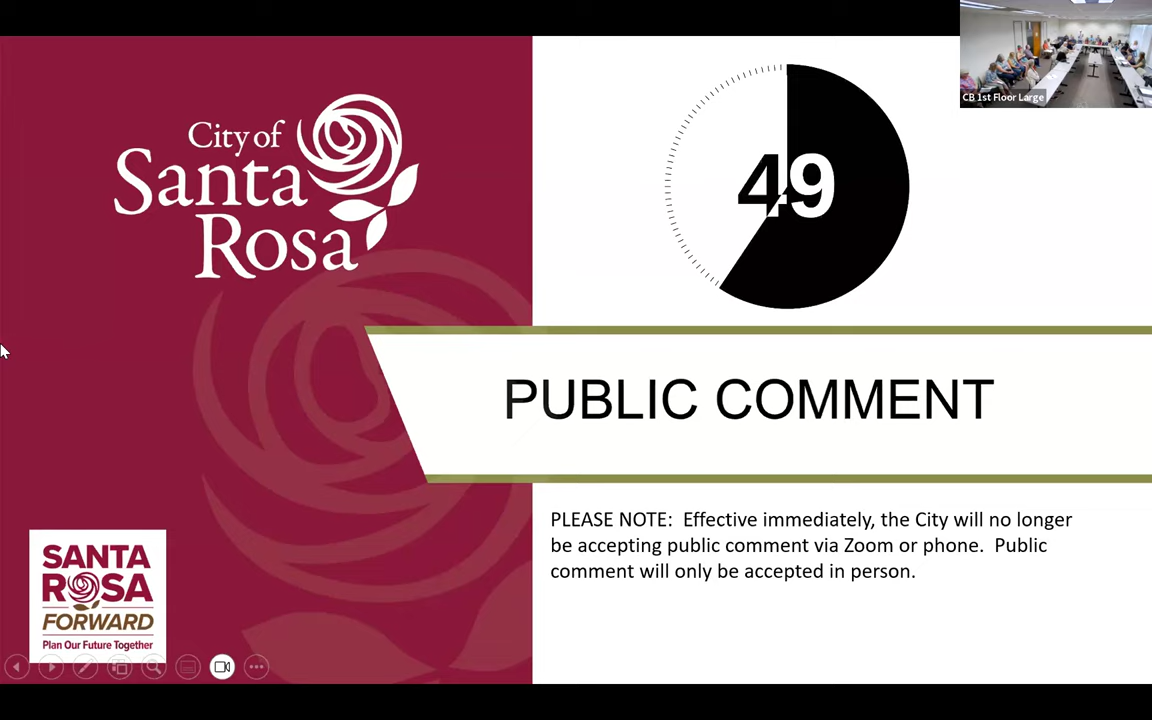 CB 1st Floor Large
City of
Santa
Rosa
49
PUBLIC COMMENT
PLEASE NOTE:  Effective immediately, the City will no longer
be accepting public comment via Zoom or phone.  Public
comment will only be accepted in person.
SANTA
ROSA
FORWARD
Plan Our Future Together